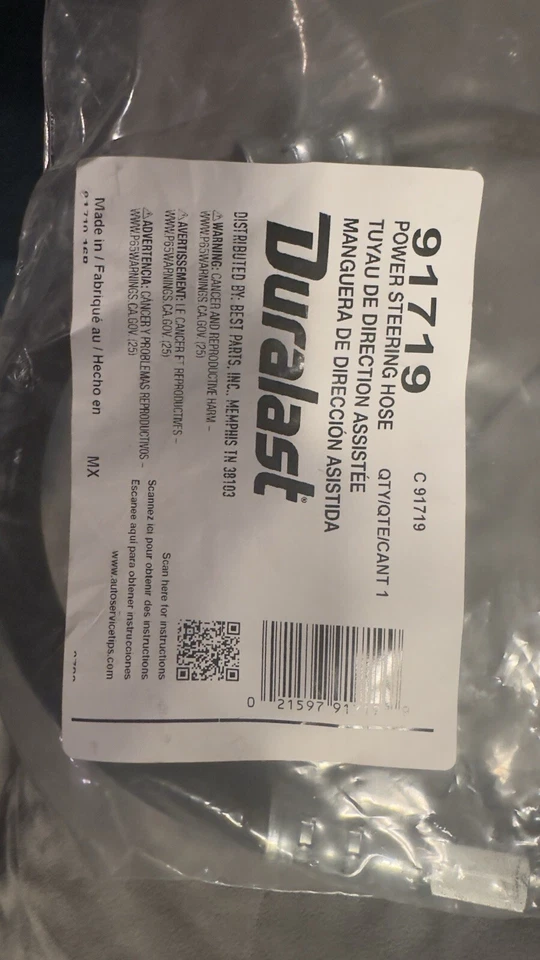 91719
C 91719
POWER STEERING HOSE
QTY/QTE/CANT 1
TUYAU DE DIRECTION ASSISTÉE
MANGUERA DE DIRECCIÓN ASISTIDA
Duralast®
DISTRIBUTED BY: BEST PARTS, INC., MEMPHIS TN 38103
⚠WARNING: CANCER AND REPRODUCTIVE HARM -
WWW.P65WARNINGS.CA.GOV. (25)
⚠AVERTISSEMENT: LE CANCER ET REPRODUCTIVES -
WWW.P65WARNINGS.CA.GOV. (25)
⚠ADVERTENCIA: CÁNCER Y PROBLEMAS REPRODUCTIVOS -
WWW.P65WARNINGS.CA.GOV. (25)
Made in / Fabriqué au / Hecho en
MX
0 21597 91
Scan here for instructions
Scannez ici pour obtenir des instructions
Escanee aquí para obtener instrucciones
www.autoservicetips.com